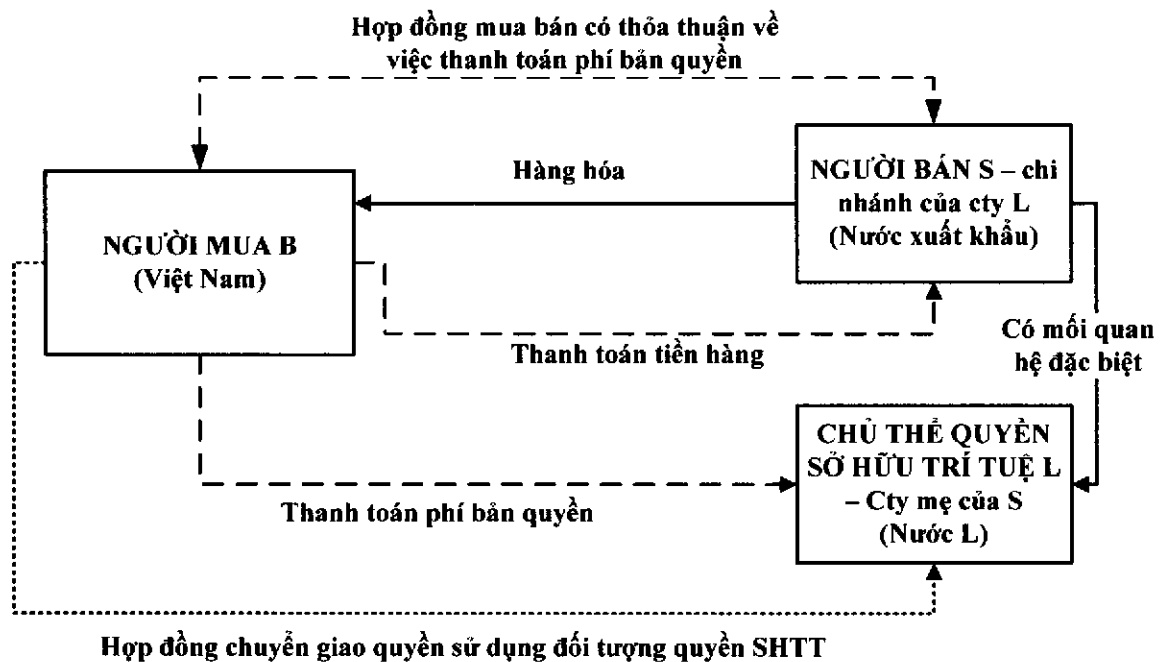 Hợp đồng mua bán có thỏa thuận về
việc thanh toán phí bản quyền
NGƯỜI BÁN S – chi
nhánh của cty L
(Nước xuất khẩu)
Hàng hóa
NGƯỜI MUA B
(Việt Nam)
Thanh toán tiền hàng
Có mối quan
hệ đặc biệt
CHỦ THỂ QUYỀN
SỞ HỮU TRÍ TUỆ L
– Cty mẹ của S
(Nước L)
Thanh toán phí bản quyền
Hợp đồng chuyển giao quyền sử dụng đối tượng quyền SHTT